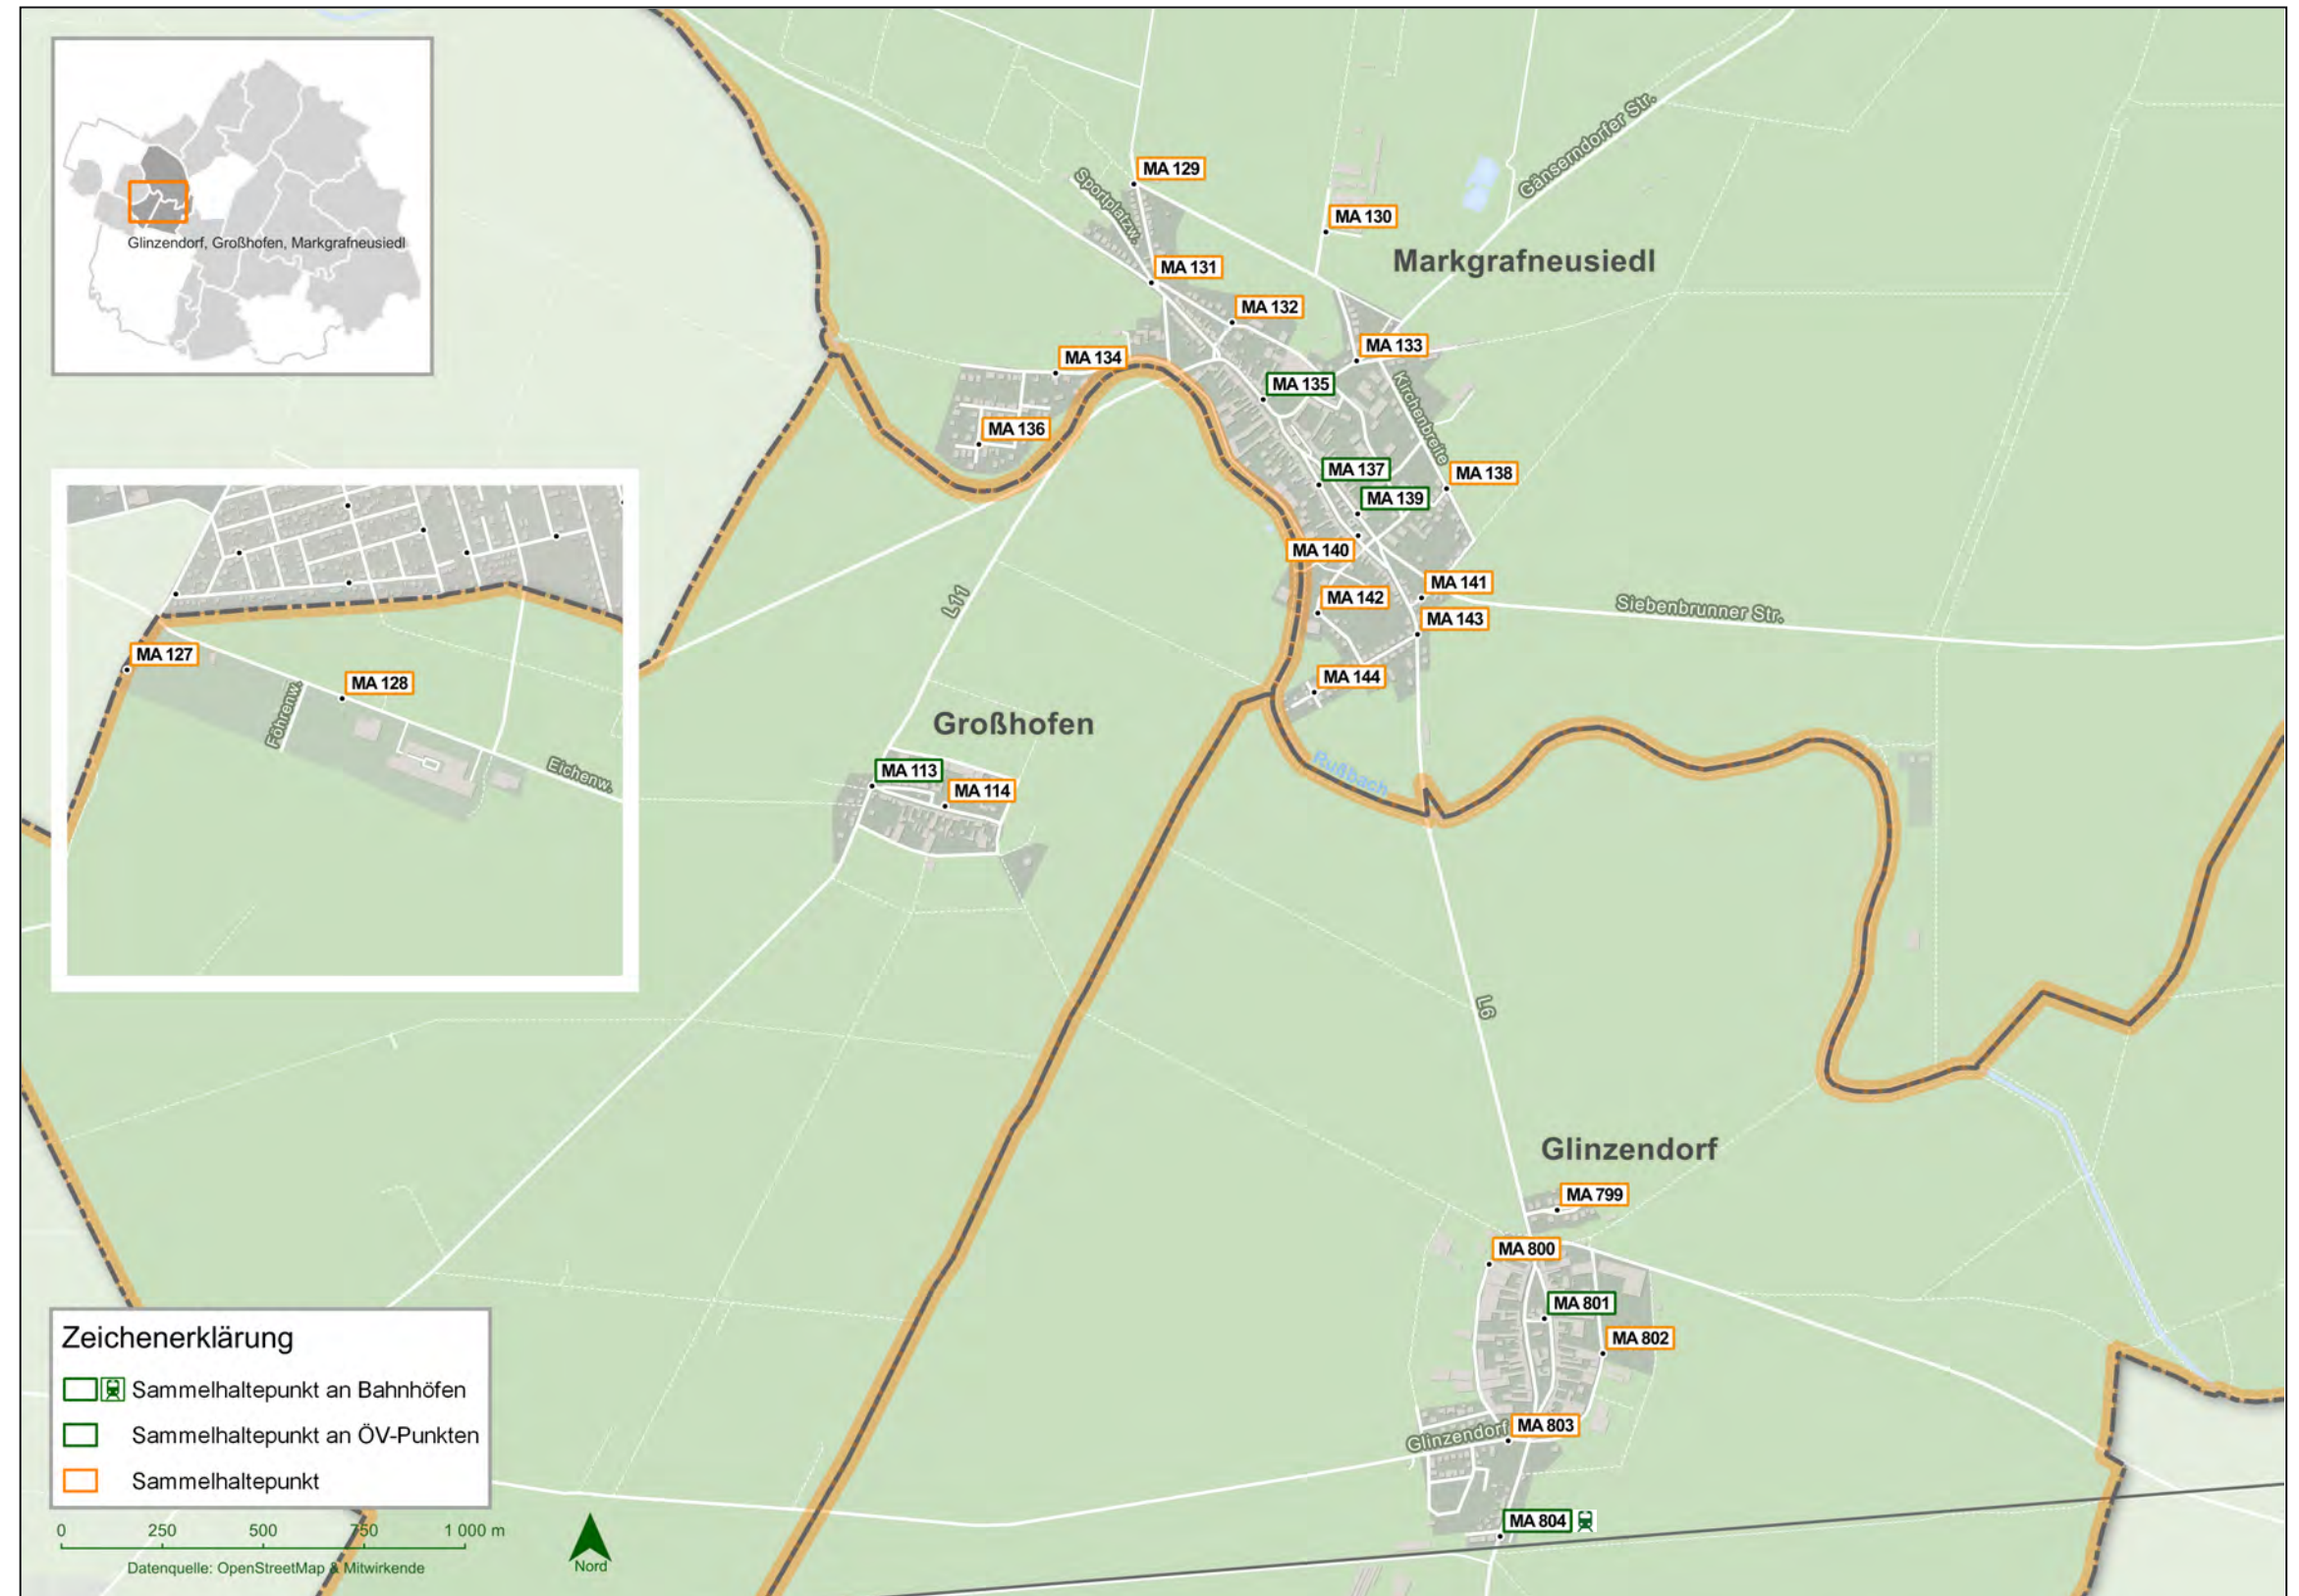 Glinzendorf, Großhofen, Markgrafneusiedl
MA 129
Sportplatzw.
MA 130
Gänserndorfer Str.
Markgrafneusiedl
MA 131
MA 132
MA 133
MA 134
MA 135
Kirchenbreite
MA 136
MA 137
MA 138
MA 139
MA 140
MA 141
MA 142
MA 143
Siebenbrunner Str.
L11
MA 144
MA 127
MA 128
Föhrenw.
Eichenw.
Großhofen
Rußbach
MA 113
MA 114
L6
Glinzendorf
MA 799
MA 800
MA 801
MA 802
MA 803
Glinzendorf
MA 804
Zeichenerklärung
Sammelhaltepunkt an Bahnhöfen
Sammelhaltepunkt an ÖV-Punkten
Sammelhaltepunkt
0 250 500 750 1 000 m
Datenquelle: OpenStreetMap & Mitwirkende
Nord